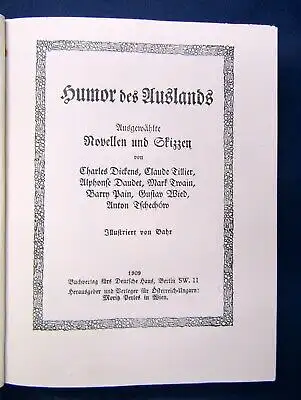 Humor des Auslands
Ausgewählte
Novellen und Skizzen
von
Charles Dickens, Claude Tillier,
Alphonse Daudet, Mark Twain,
Barry Pain, Gustav Wied,
Anton Tschechów
Illustriert von Bahr
1909
Buchverlag fürs Deutsche Haus, Berlin SW. 11
Herausgeber und Verleger für Österreich-Ungarn:
Moritz Perles in Wien.